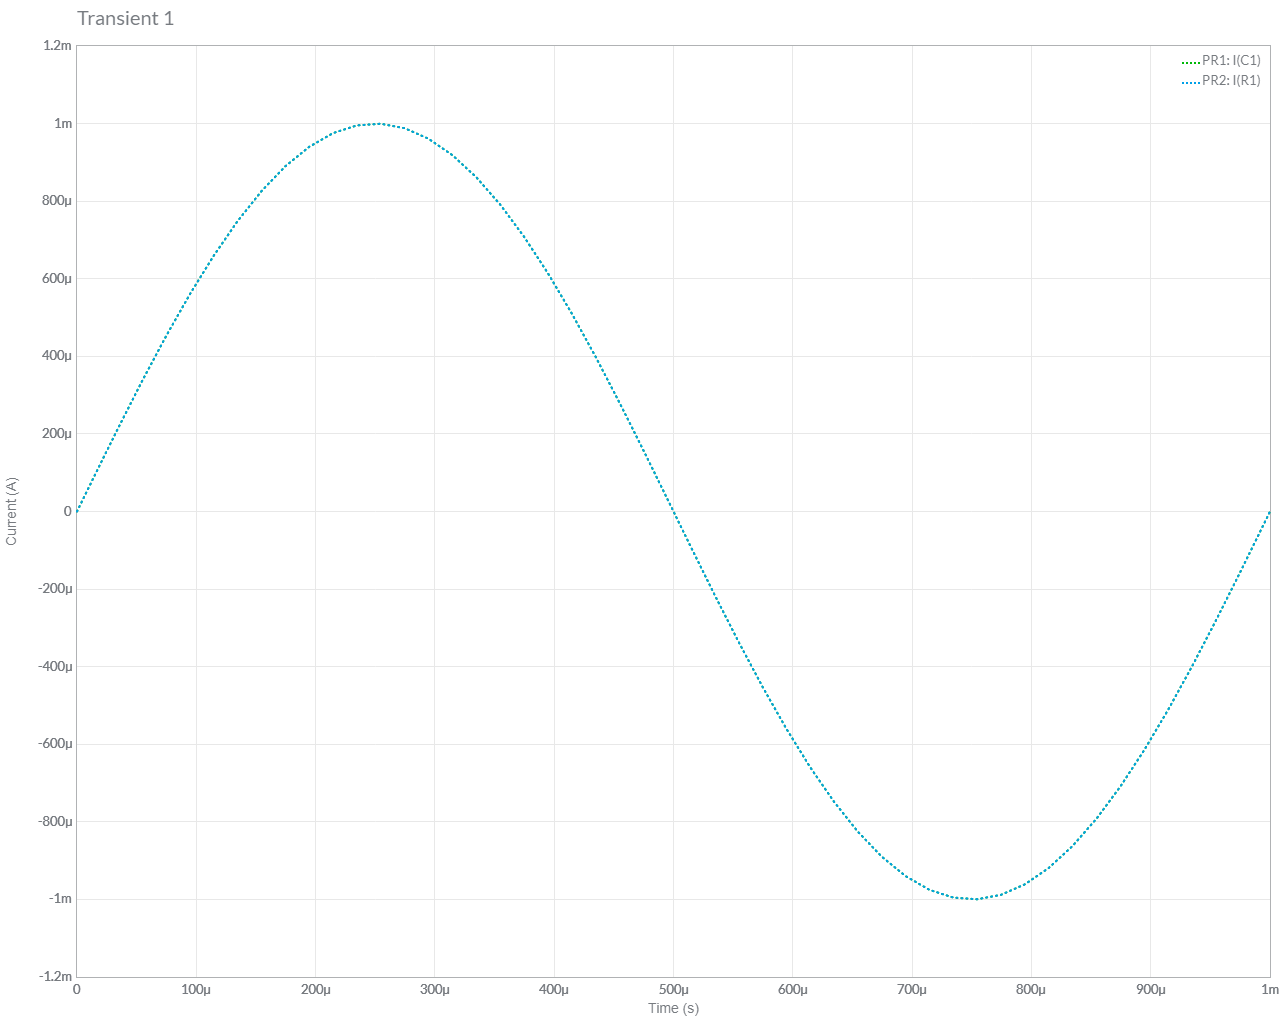 Transient 1
1.2m
1m
800µ
600µ
400µ
200µ
0
-200µ
-400µ
-600µ
-800µ
-1m
-1.2m
Current (A)
PR1: I(C1)
PR2: I(R1)
0 100µ 200µ 300µ 400µ 500µ 600µ 700µ 800µ 900µ 1m
Time (s)